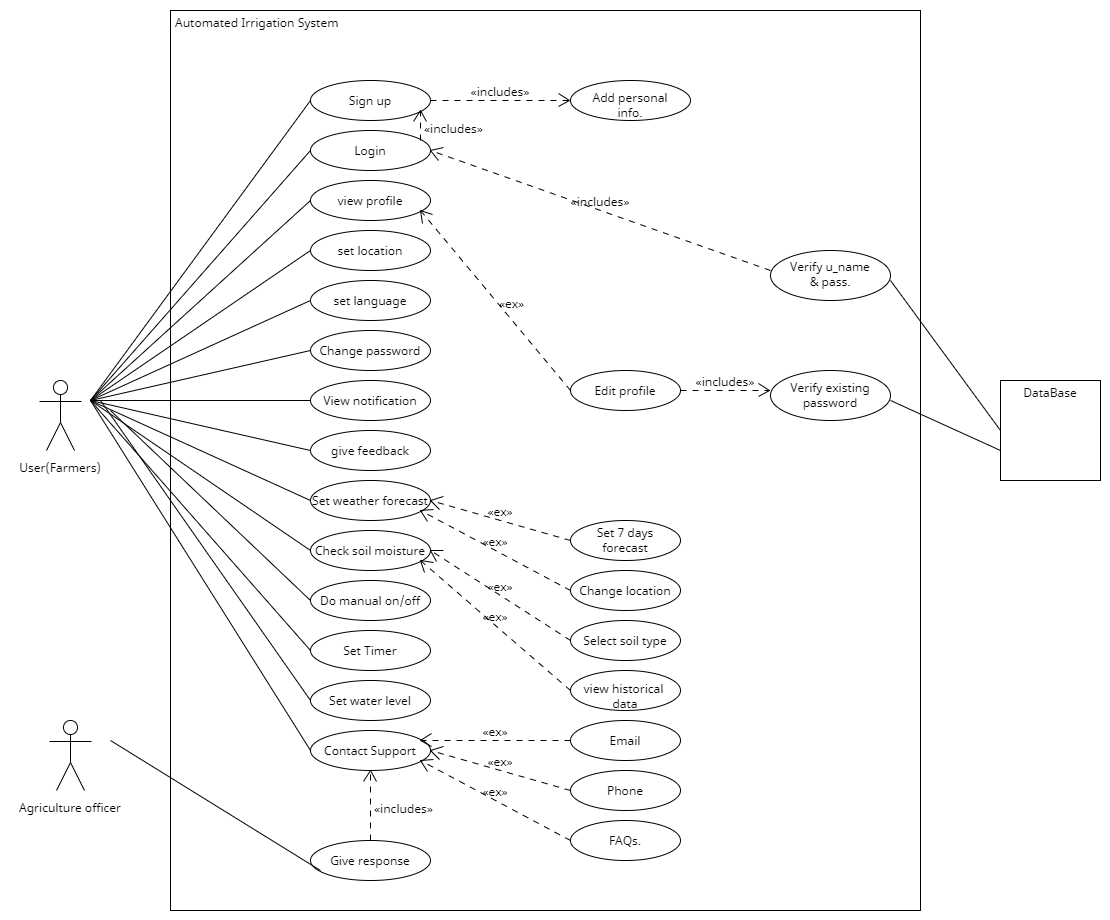 Automated Irrigation System
Sign up
«includes»
Add personal
info.
«includes»
Login
view profile
«includes»
set location
Verify u_name
& pass.
set language
«ex»
Change password
Edit profile
«includes»
Verify existing
password
DataBase
View notification
User(Farmers)
give feedback
Set weather forecast
«ex»
Set 7 days
forecast
«ex»
Check soil moisture
Change location
«ex»
Do manual on/off
«ex»
Select soil type
Set Timer
view historical
data
Set water level
«ex»
Email
Contact Support
«ex»
Phone
«ex»
Agriculture officer
«includes»
FAQs.
Give response